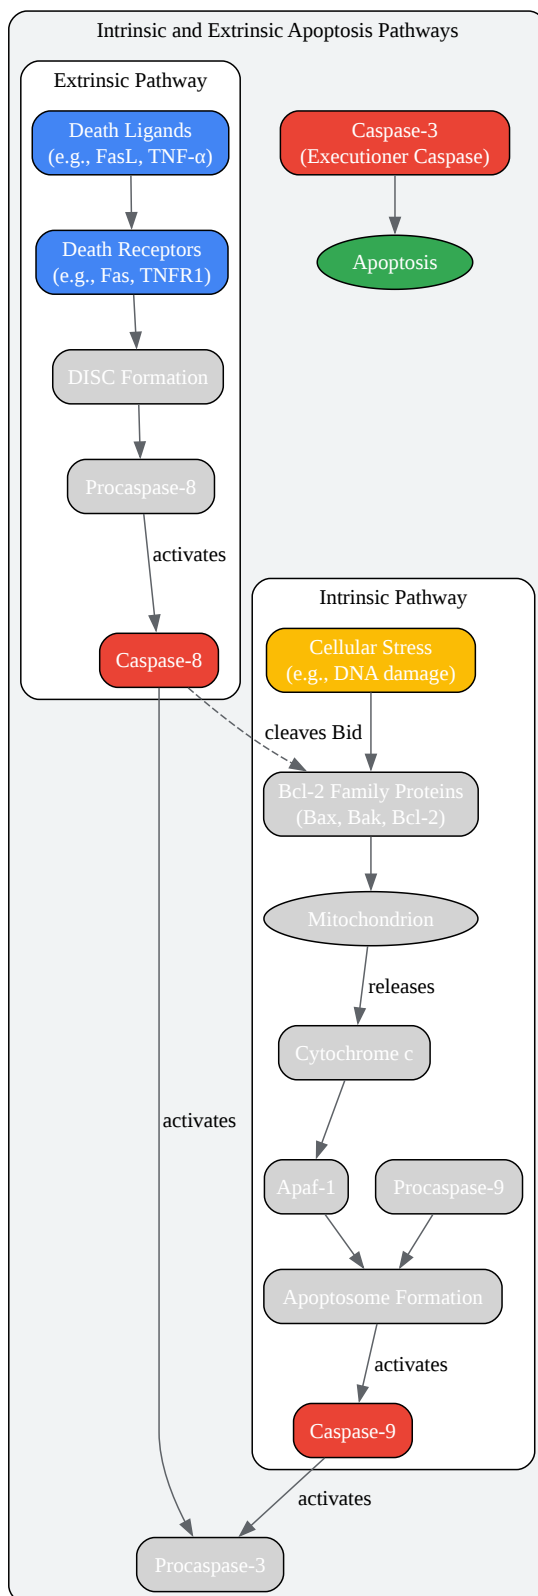 Intrinsic and Extrinsic Apoptosis Pathways
Extrinsic Pathway
Death Ligands
(e.g., FasL, TNF-α)
Caspase-3
(Executioner Caspase)
Death Receptors
(e.g., Fas, TNFR1)
Apoptosis
DISC Formation
Procaspase-8
activates
Caspase-8
Intrinsic Pathway
Cellular Stress
(e.g., DNA damage)
cleaves Bid
Bcl-2 Family Proteins
(Bax, Bak, Bcl-2)
Mitochondrion
releases
Cytochrome c
activates
Apaf-1
Procaspase-9
Apoptosome Formation
activates
Caspase-9
activates
Procaspase-3